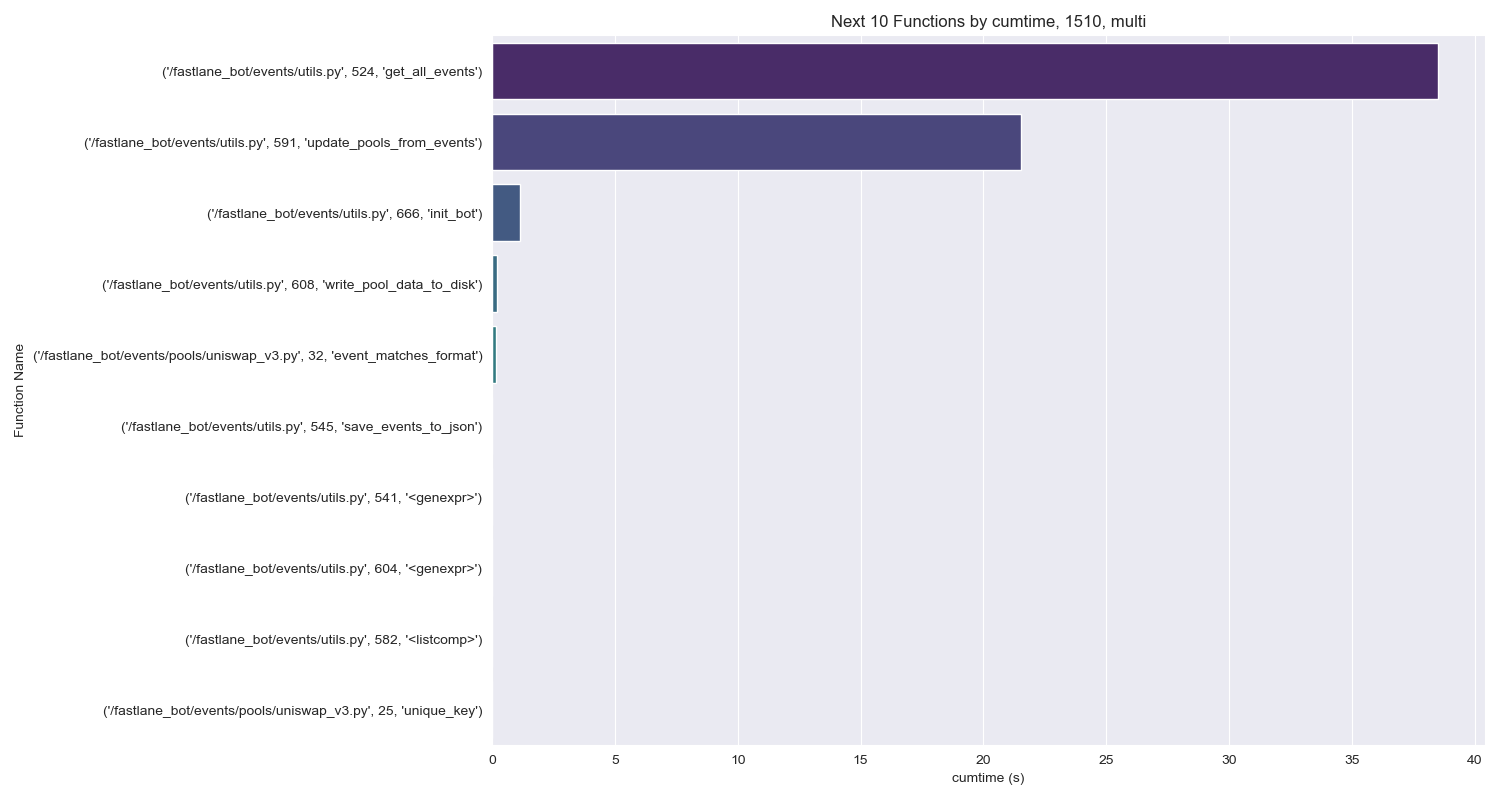 Next 10 Functions by cumtime, 1510, multi
('/fastlane_bot/events/utils.py', 524, 'get_all_events')
('/fastlane_bot/events/utils.py', 591, 'update_pools_from_events')
('/fastlane_bot/events/utils.py', 666, 'init_bot')
('/fastlane_bot/events/utils.py', 608, 'write_pool_data_to_disk')
('/fastlane_bot/events/pools/uniswap_v3.py', 32, 'event_matches_format')
('/fastlane_bot/events/utils.py', 545, 'save_events_to_json')
('/fastlane_bot/events/utils.py', 541, '<genexpr>')
('/fastlane_bot/events/utils.py', 604, '<genexpr>')
('/fastlane_bot/events/utils.py', 582, '<listcomp>')
('/fastlane_bot/events/pools/uniswap_v3.py', 25, 'unique_key')
Function Name
0 5 10 15 20 25 30 35 40
cumtime (s)